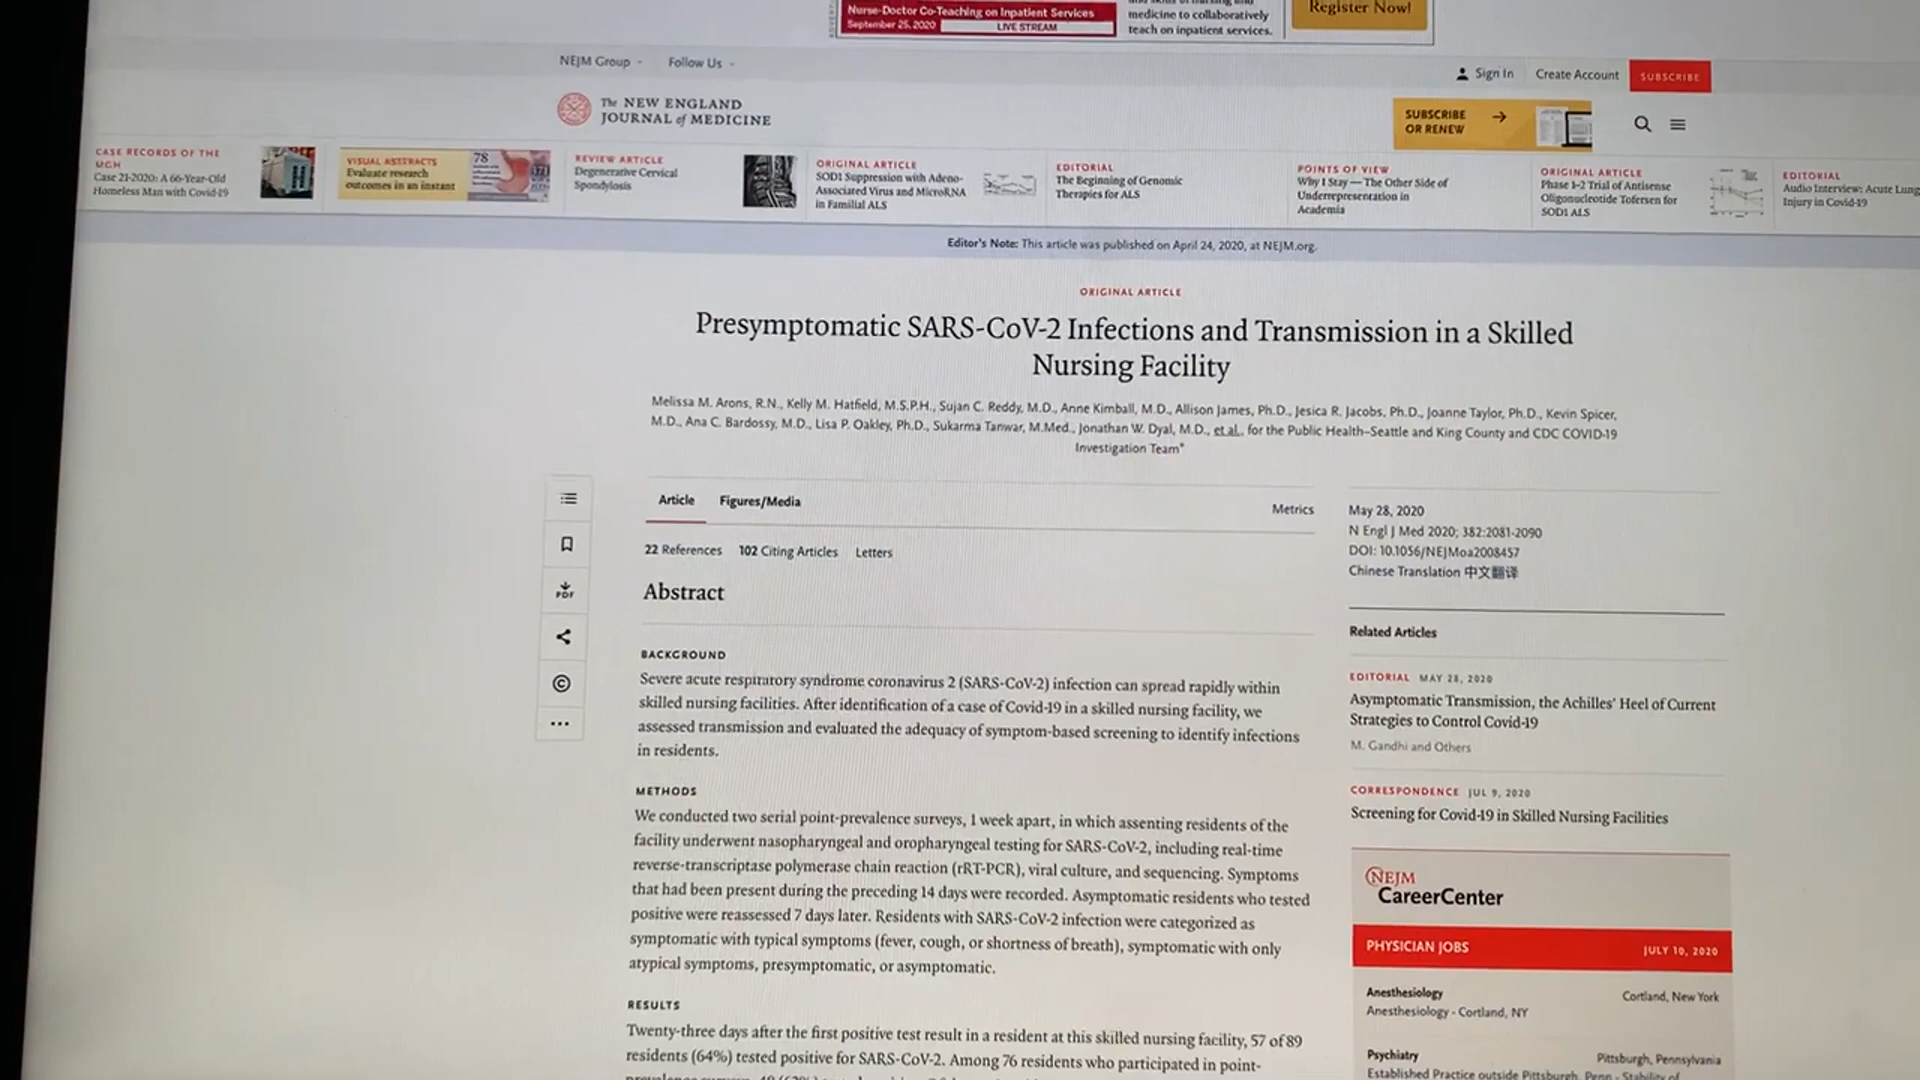 Nurse-Doctor Co-Teaching on Inpatient Services
September 25, 2020 LIVE STREAM
medicine to collaboratively
teach on inpatient services.
Register Now!
NEJM Group
Follow Us
Sign In
Create Account
SUBSCRIBE
The NEW ENGLAND
JOURNAL of MEDICINE
SUBSCRIBE
OR RENEW
CASE RECORDS OF THE
MGH
Case 21-2020: A 66-Year-Old
Homeless Man with Covid-19
VISUAL ABSTRACTS
Evaluate research
outcomes in an instant
78
REVIEW ARTICLE
Degenerative Cervical
Spondylosis
ORIGINAL ARTICLE
SOD1 Suppression with Adeno-
Associated Virus and MicroRNA
in Familial ALS
EDITORIAL
The Beginning of Genomic
Therapies for ALS
POINTS OF VIEW
Why I Stay — The Other Side of
Underrepresentation in
Academia
ORIGINAL ARTICLE
Phase 1–2 Trial of Antisense
Oligonucleotide Tofersen for
SOD1 ALS
EDITORIAL
Audio Interview: Acute Lung
Injury in Covid-19
Editor's Note: This article was published on April 24, 2020, at NEJM.org.
ORIGINAL ARTICLE
Presymptomatic SARS-CoV-2 Infections and Transmission in a Skilled
Nursing Facility
Melissa M. Arons, R.N., Kelly M. Hatfield, M.S.P.H., Sujan C. Reddy, M.D., Anne Kimball, M.D., Allison James, Ph.D., Jesica R. Jacobs, Ph.D., Joanne Taylor, Ph.D., Kevin Spicer,
M.D., Ana C. Bardossy, M.D., Lisa P. Oakley, Ph.D., Sukarma Tanwar, M.Med., Jonathan W. Dyal, M.D., et al., for the Public Health–Seattle and King County and CDC COVID-19
Investigation Team*
Article
Figures/Media
Metrics
22 References
102 Citing Articles
Letters
Abstract
BACKGROUND
Severe acute respiratory syndrome coronavirus 2 (SARS-CoV-2) infection can spread rapidly within
skilled nursing facilities. After identification of a case of Covid-19 in a skilled nursing facility, we
assessed transmission and evaluated the adequacy of symptom-based screening to identify infections
in residents.
METHODS
We conducted two serial point-prevalence surveys, 1 week apart, in which assenting residents of the
facility underwent nasopharyngeal and oropharyngeal testing for SARS-CoV-2, including real-time
reverse-transcriptase polymerase chain reaction (rRT-PCR), viral culture, and sequencing. Symptoms
that had been present during the preceding 14 days were recorded. Asymptomatic residents who tested
positive were reassessed 7 days later. Residents with SARS-CoV-2 infection were categorized as
symptomatic with typical symptoms (fever, cough, or shortness of breath), symptomatic with only
atypical symptoms, presymptomatic, or asymptomatic.
RESULTS
Twenty-three days after the first positive test result in a resident at this skilled nursing facility, 57 of 89
residents (64%) tested positive for SARS-CoV-2. Among 76 residents who participated in point-
PDF
May 28, 2020
N Engl J Med 2020; 382:2081-2090
DOI: 10.1056/NEJMoa2008457
Chinese Translation 中文翻译
Related Articles
EDITORIAL MAY 28, 2020
Asymptomatic Transmission, the Achilles' Heel of Current
Strategies to Control Covid-19
M. Gandhi and Others
CORRESPONDENCE JUL 9, 2020
Screening for Covid-19 in Skilled Nursing Facilities
NEJM
CareerCenter
PHYSICIAN JOBS
JULY 10, 2020
Anesthesiology
Cortland, New York
Anesthesiology - Cortland, NY
Psychiatry
Pittsburgh, Pennsylvania
Established Practice outside Pittsburgh, Penn - Stability of